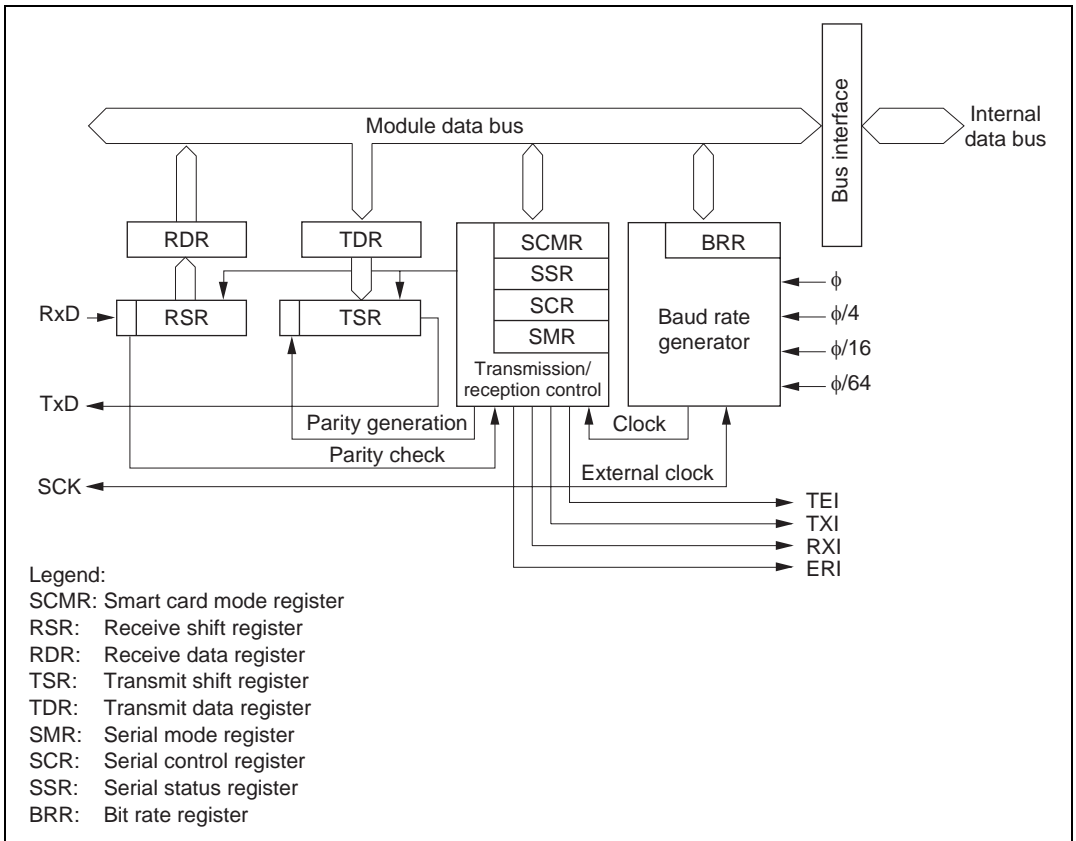 Module data bus
Bus interface
Internal
data bus
RDR
TDR
SCMR
BRR
SSR
SCR
SMR
RxD
RSR
TSR
Baud rate
generator
ϕ
ϕ/4
ϕ/16
ϕ/64
Transmission/
reception control
TxD
Parity generation
Clock
Parity check
SCK
External clock
TEI
TXI
RXI
ERI
Legend:
SCMR: Smart card mode register
RSR: Receive shift register
RDR: Receive data register
TSR: Transmit shift register
TDR: Transmit data register
SMR: Serial mode register
SCR: Serial control register
SSR: Serial status register
BRR: Bit rate register